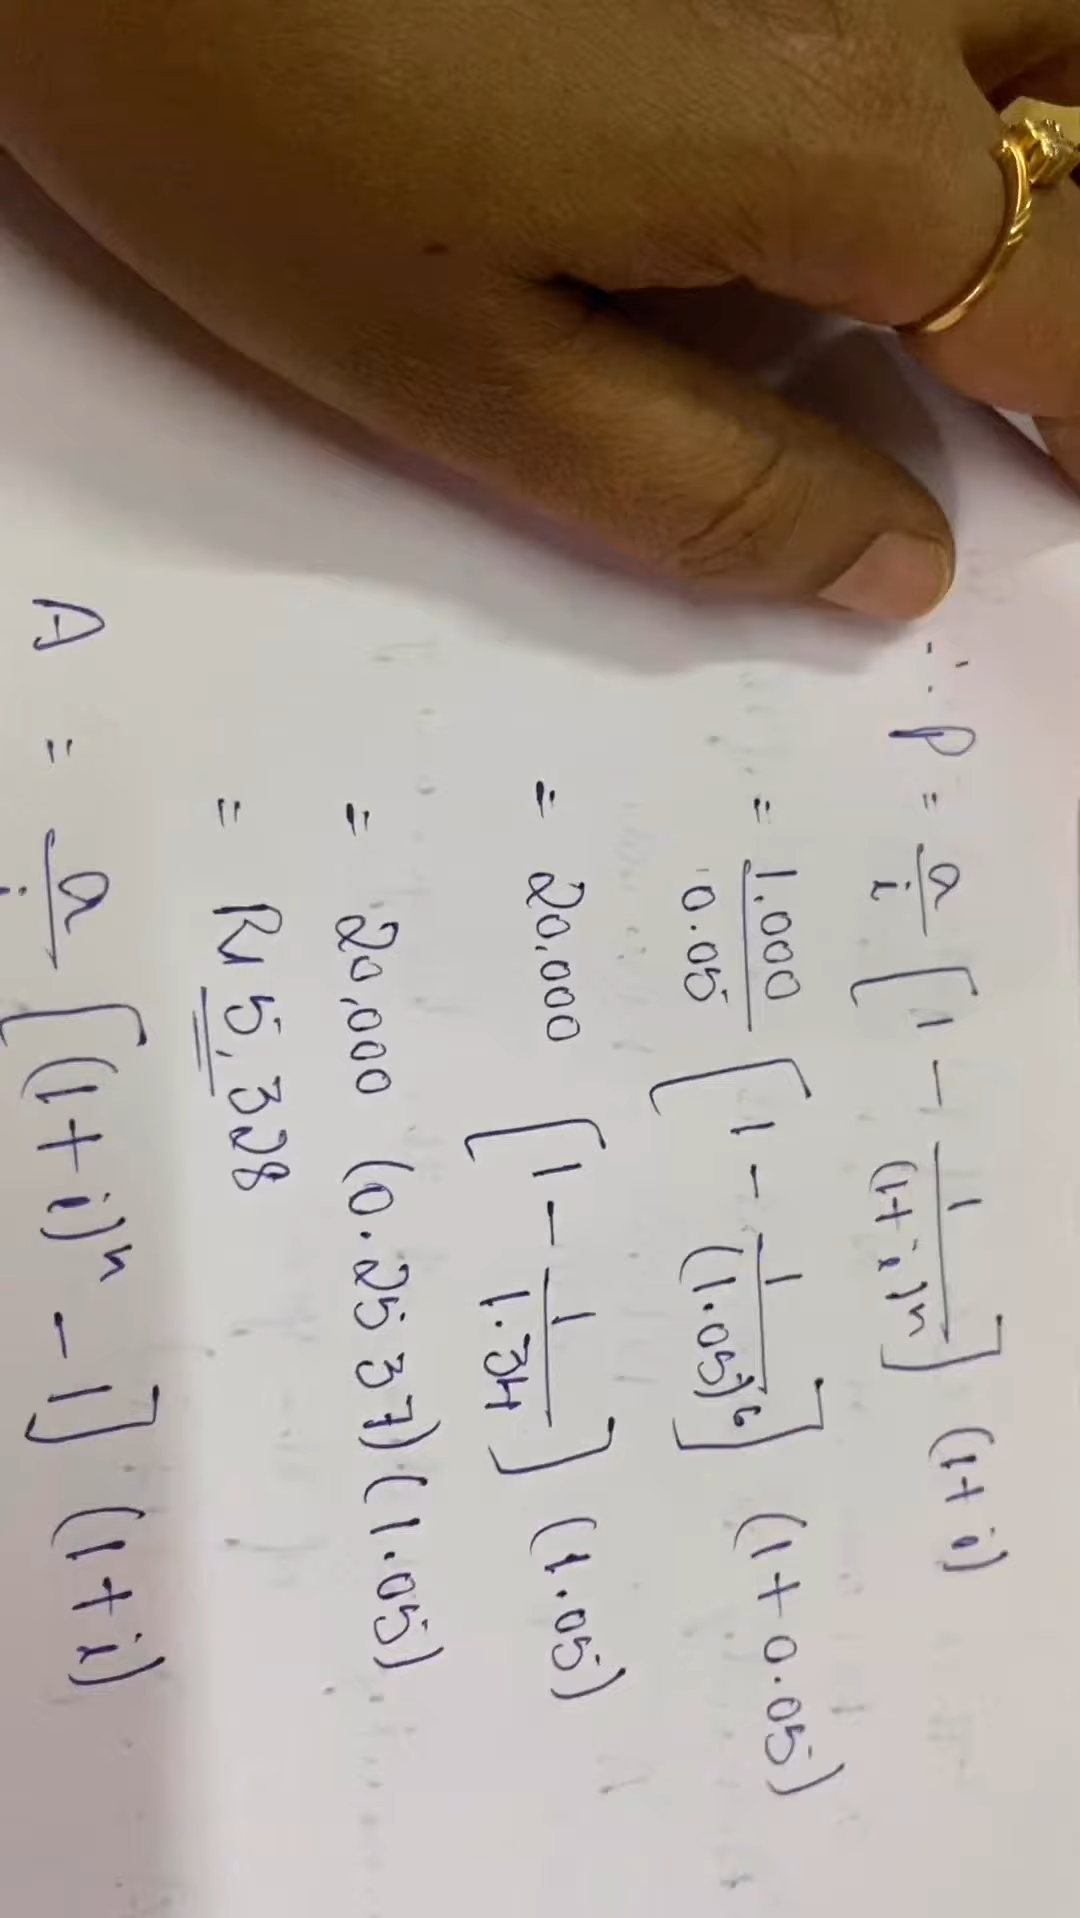 ∴ P = a/i [1 - 1/(1+i)^n] (1+i)
= 1,000/0.05 [1 - 1/(1.05)^6] (1+0.05)
= 20,000 [1 - 1/1.34] (1.05)
= 20,000 (0.2537) (1.05)
= Rs 5,328
A = a/i [(1+i)^n - 1] (1+i)